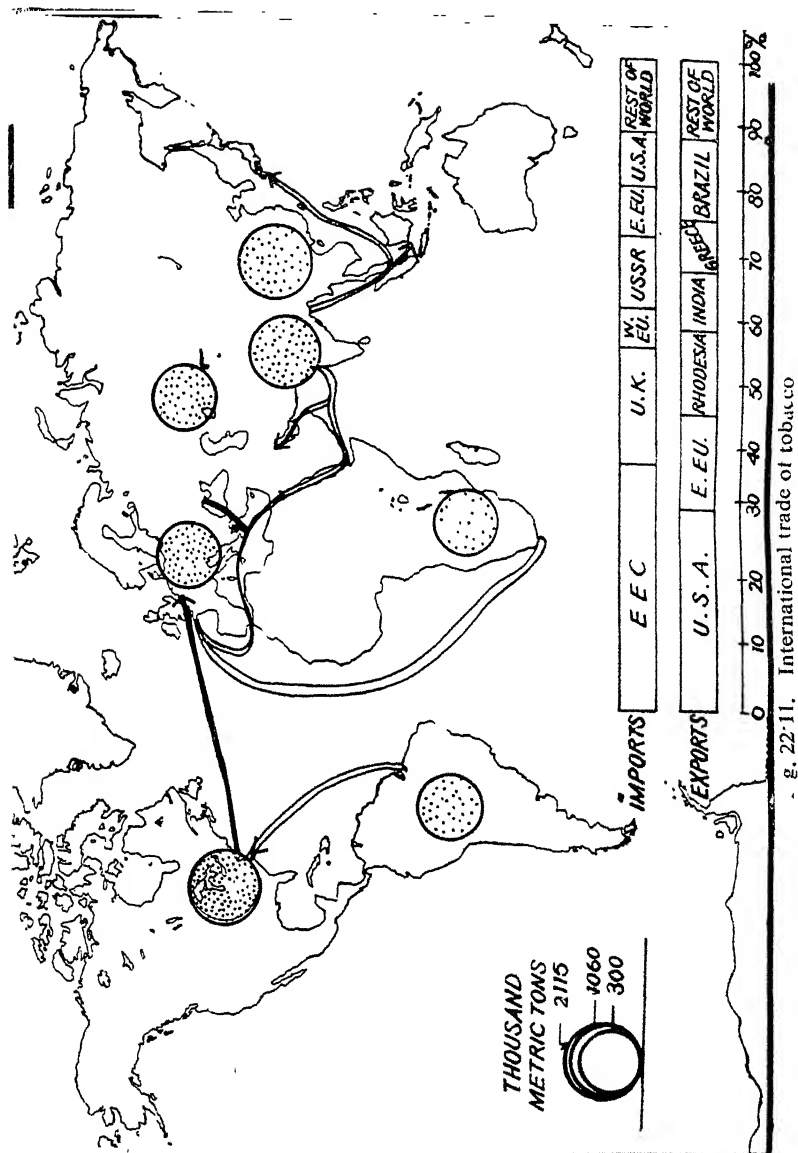 THOUSAND
METRIC TONS
2115
1060
300
IMPORTS
E E C
U.K.
W.
EU.
USSR
E.EU.
U.S.A.
REST OF
WORLD
EXPORTS
U.S.A.
E.EU.
RHODESIA
INDIA
GREECE
BRAZIL
REST OF
WORLD
0 10 20 30 40 50 60 70 80 90 100%
g. 22·11. International trade of tobacco